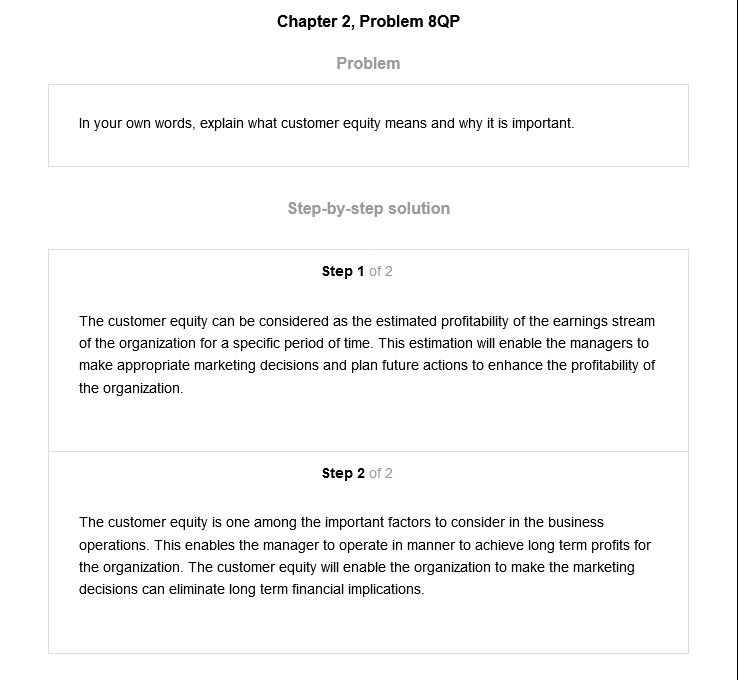 Chapter 2, Problem 8QP
Problem
In your own words, explain what customer equity means and why it is important.
Step-by-step solution
Step 1 of 2
The customer equity can be considered as the estimated profitability of the earnings stream
of the organization for a specific period of time. This estimation will enable the managers to
make appropriate marketing decisions and plan future actions to enhance the profitability of
the organization.
Step 2 of 2
The customer equity is one among the important factors to consider in the business
operations. This enables the manager to operate in manner to achieve long term profits for
the organization. The customer equity will enable the organization to make the marketing
decisions can eliminate long term financial implications.